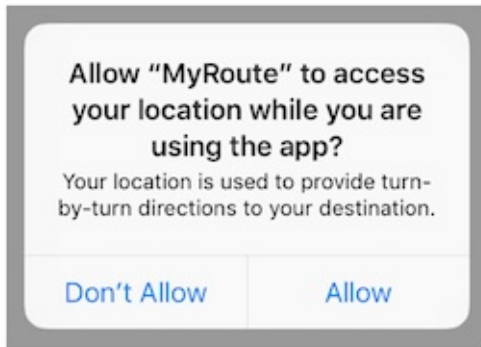 Allow “MyRoute” to access
your location while you are
using the app?
Your location is used to provide turn-
by-turn directions to your destination.
Don’t Allow
Allow